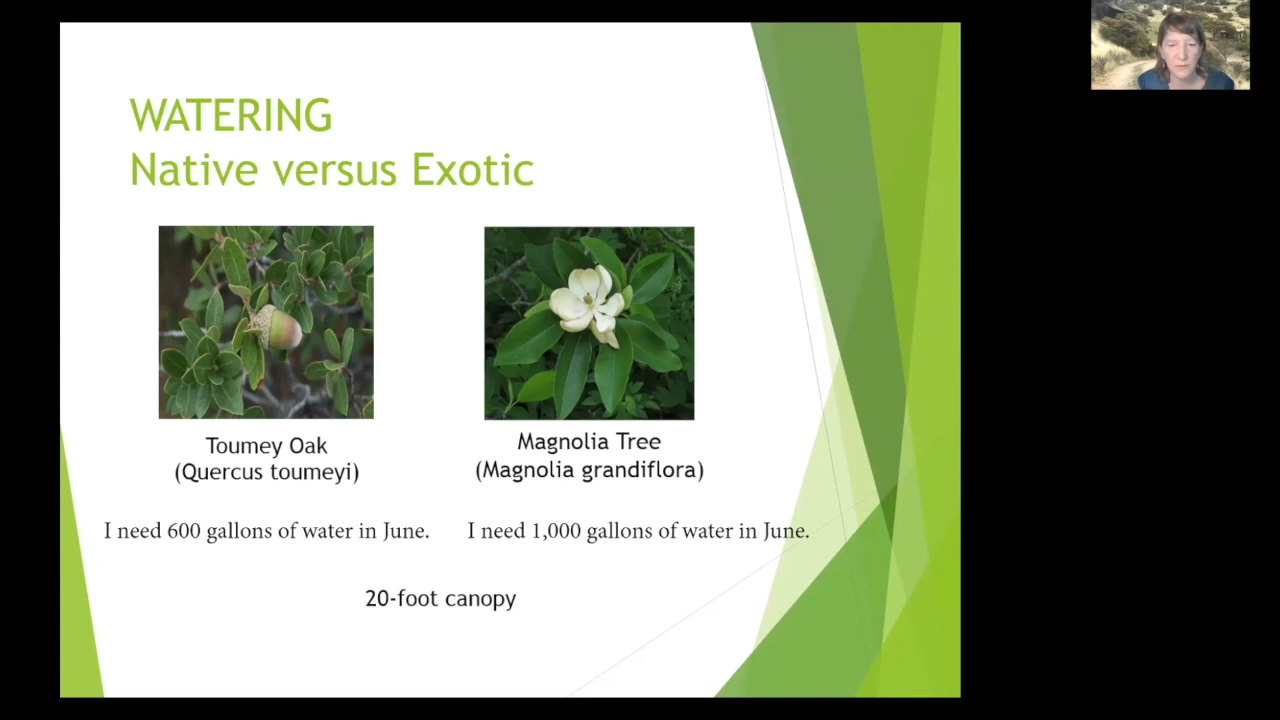 WATERING
Native versus Exotic
Toumey Oak
(Quercus toumeyi)
Magnolia Tree
(Magnolia grandiflora)
I need 600 gallons of water in June.
I need 1,000 gallons of water in June.
20-foot canopy